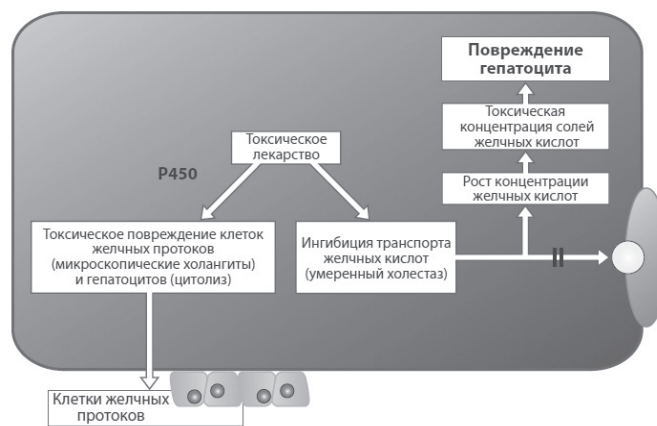 Повреждение
гепатоцита
Токсическая
концентрация солей
желчных кислот
Токсическое
лекарство
P450
Рост концентрации
желчных кислот
Токсическое повреждение клеток
желчных протоков
(микроскопические холангиты)
и гепатоцитов (цитолиз)
Ингибиция транспорта
желчных кислот
(умеренный холестаз)
Клетки желчных
протоков